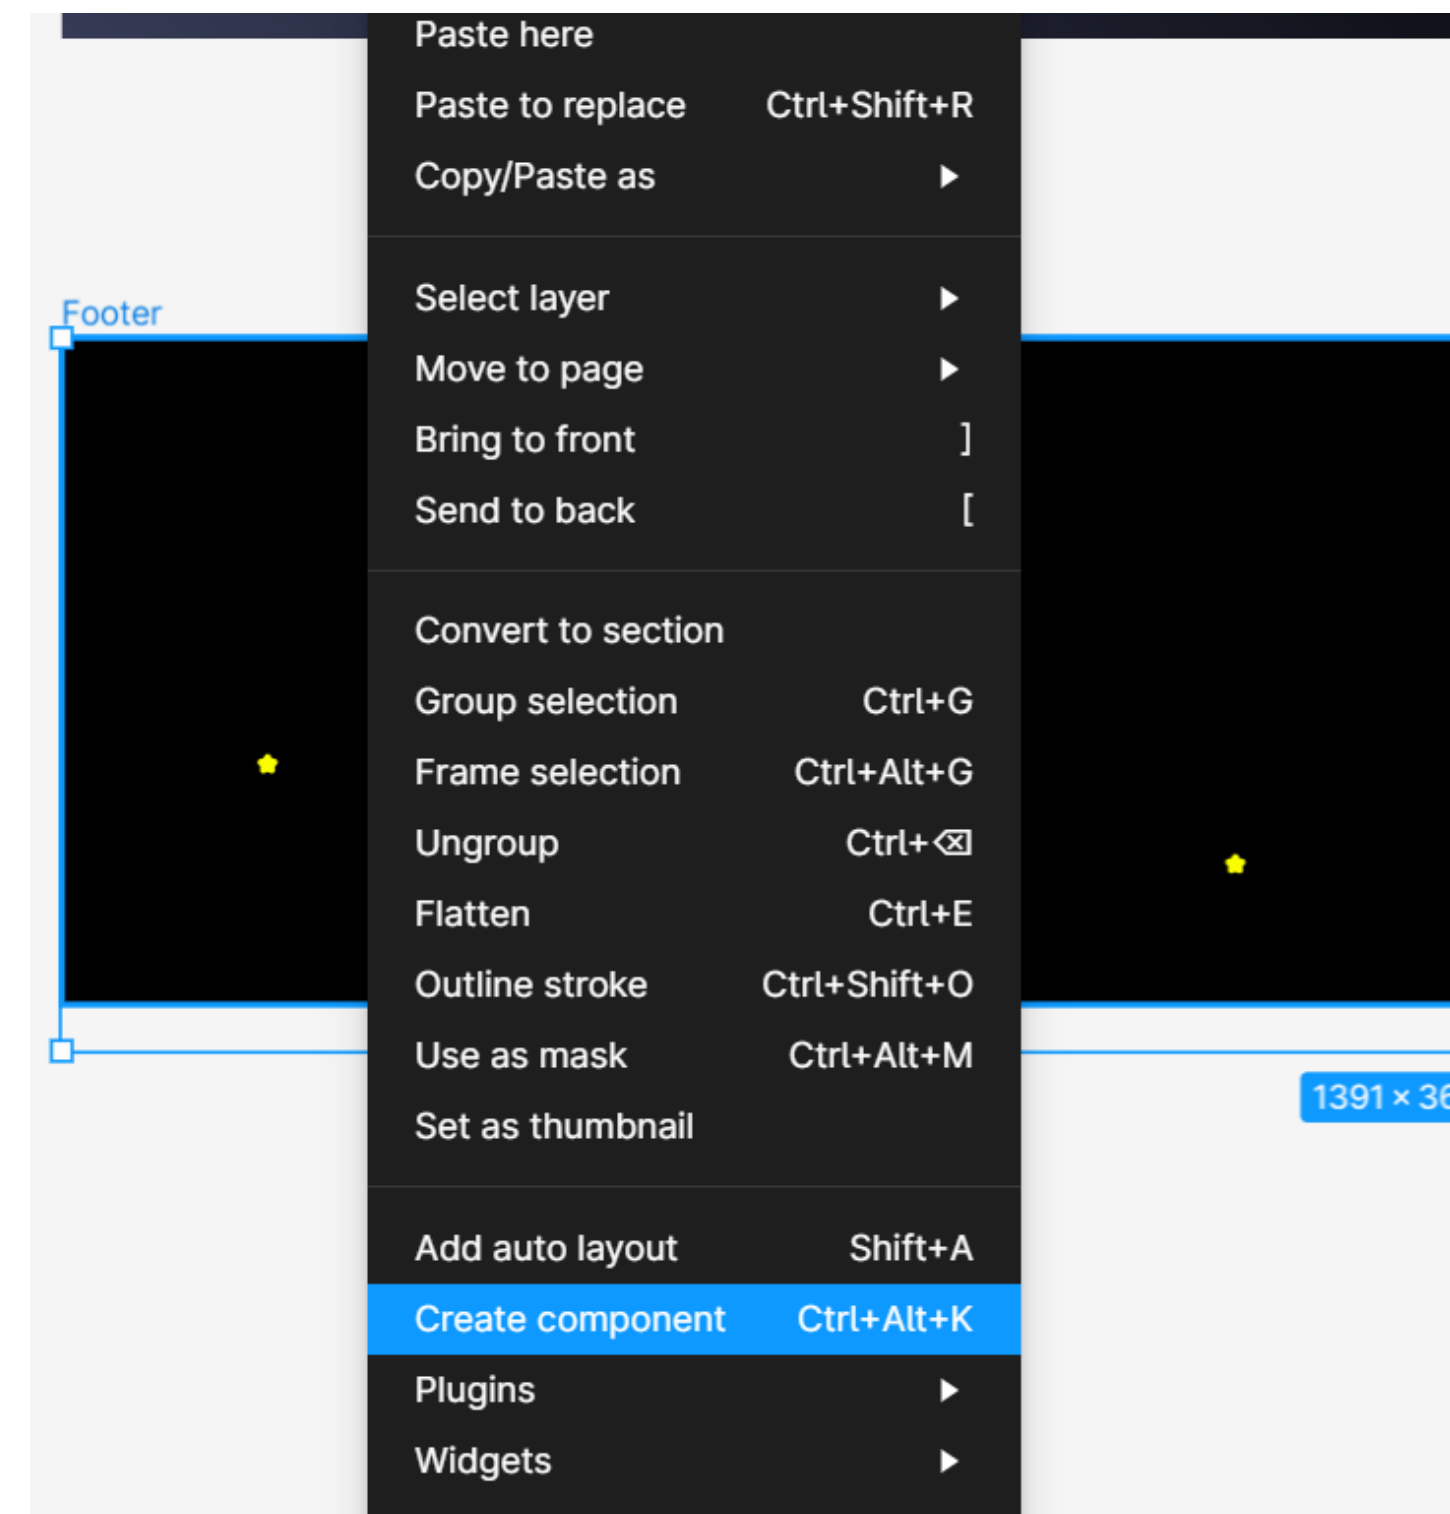 Paste here
Paste to replace Ctrl+Shift+R
Copy/Paste as
Footer
Select layer
Move to page
Bring to front ]
Send to back [
Convert to section
Group selection Ctrl+G
Frame selection Ctrl+Alt+G
Ungroup Ctrl+⌫
Flatten Ctrl+E
Outline stroke Ctrl+Shift+O
Use as mask Ctrl+Alt+M
Set as thumbnail
1391 × 36
Add auto layout Shift+A
Create component Ctrl+Alt+K
Plugins
Widgets